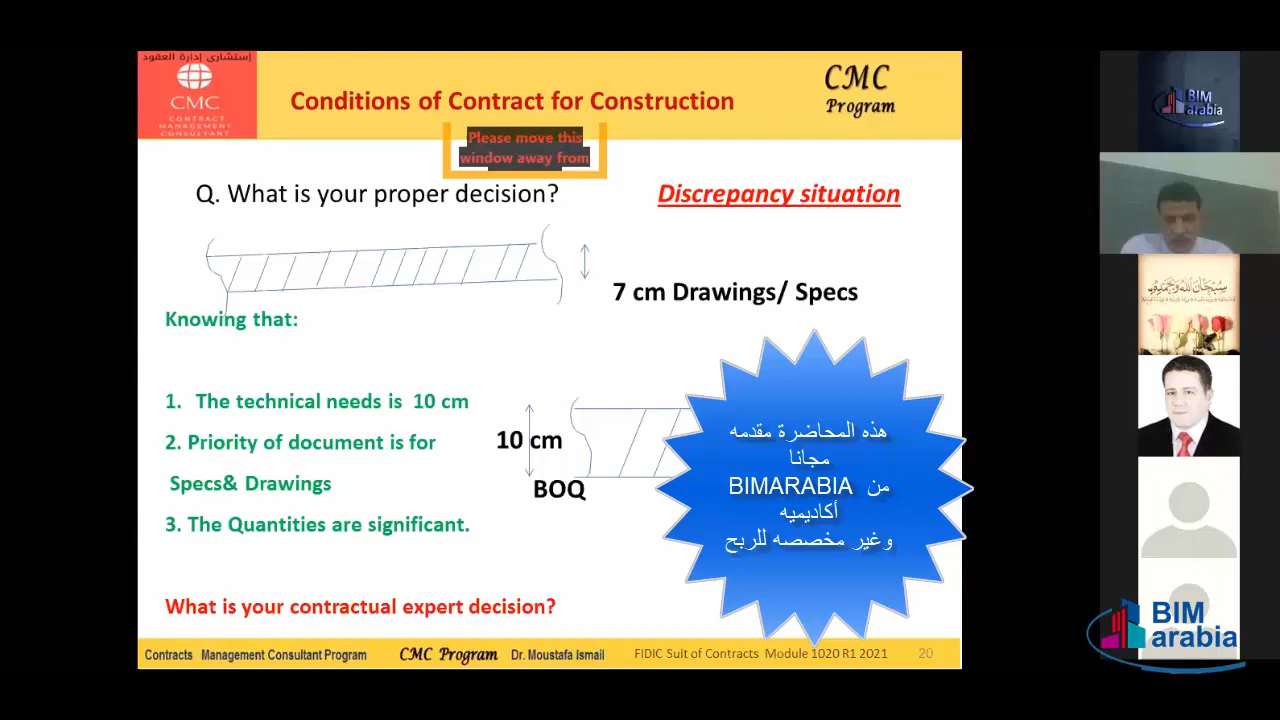 إستشاري إدارة العقود
CMC
CONTRACT
MANAGEMENT
CONSULTANT
Conditions of Contract for Construction
CMC
Program
Please move this
window away from
Q. What is your proper decision?
Discrepancy situation
7 cm Drawings/ Specs
Knowing that:
1. The technical needs is 10 cm
2. Priority of document is for
Specs& Drawings
3. The Quantities are significant.
10 cm
BOQ
هذه المحاضرة مقدمه
مجانا
من BIMARABIA
أكاديميه
وغير مخصصه للربح
What is your contractual expert decision?
Contracts Management Consultant Program
CMC Program
Dr. Moustafa Ismail
FIDIC Suit of Contracts Module 1020 R1 2021
20
BIM
arabia
سبحان الله وبحمده
BIM
arabia